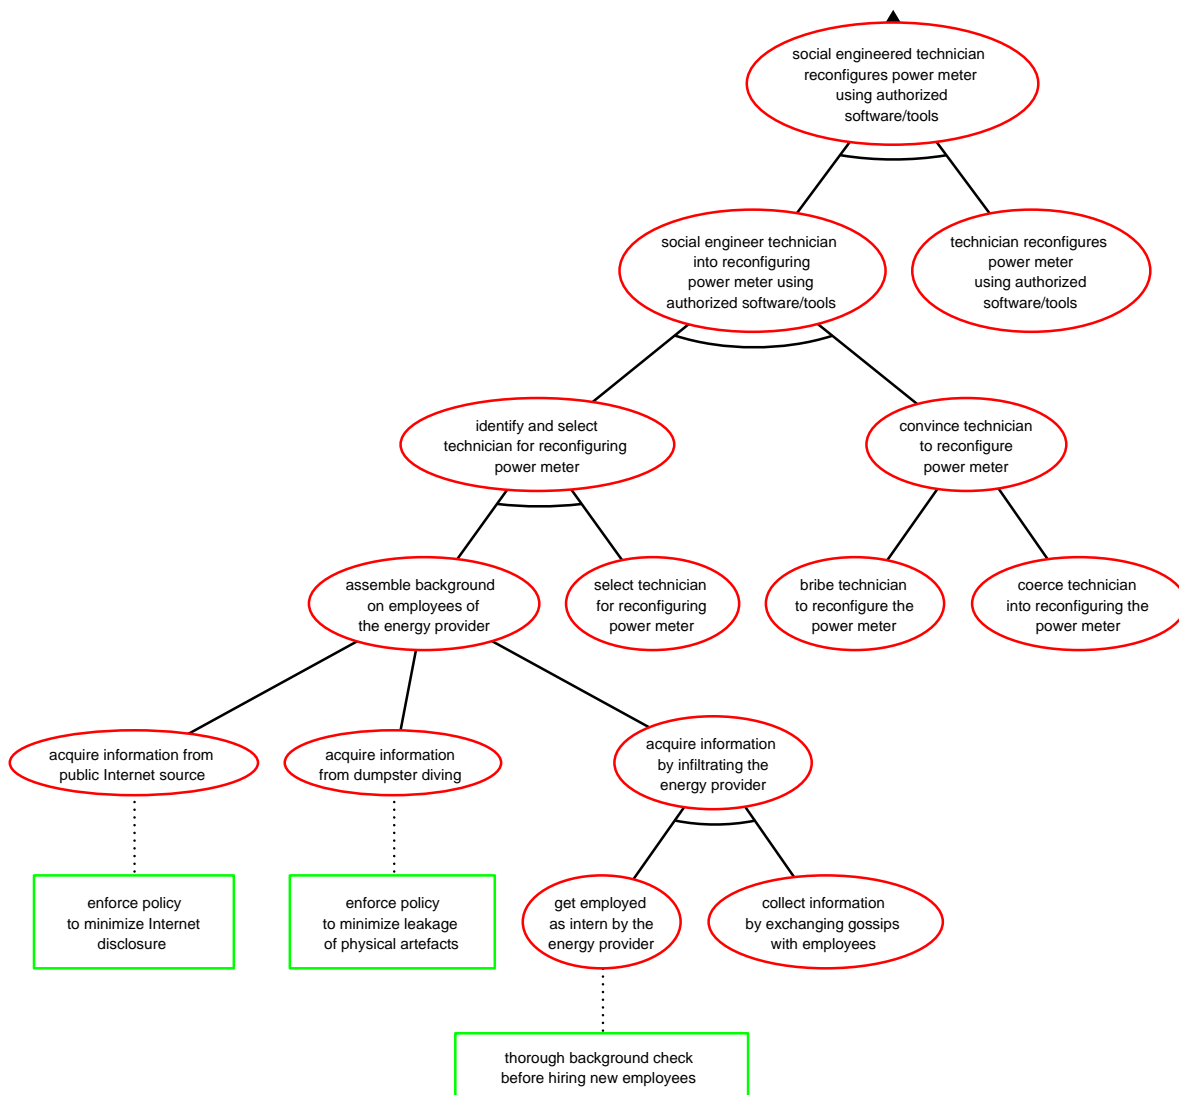 social engineered technician
reconfigures power meter
using authorized
software/tools
social engineer technician
into reconfiguring
power meter using
authorized software/tools
technician reconfigures
power meter
using authorized
software/tools
identify and select
technician for reconfiguring
power meter
convince technician
to reconfigure
power meter
assemble background
on employees of
the energy provider
select technician
for reconfiguring
power meter
bribe technician
to reconfigure the
power meter
coerce technician
into reconfiguring the
power meter
acquire information from
public Internet source
acquire information
from dumpster diving
acquire information
by infiltrating the
energy provider
enforce policy
to minimize Internet
disclosure
enforce policy
to minimize leakage
of physical artefacts
get employed
as intern by the
energy provider
collect information
by exchanging gossips
with employees
thorough background check
before hiring new employees